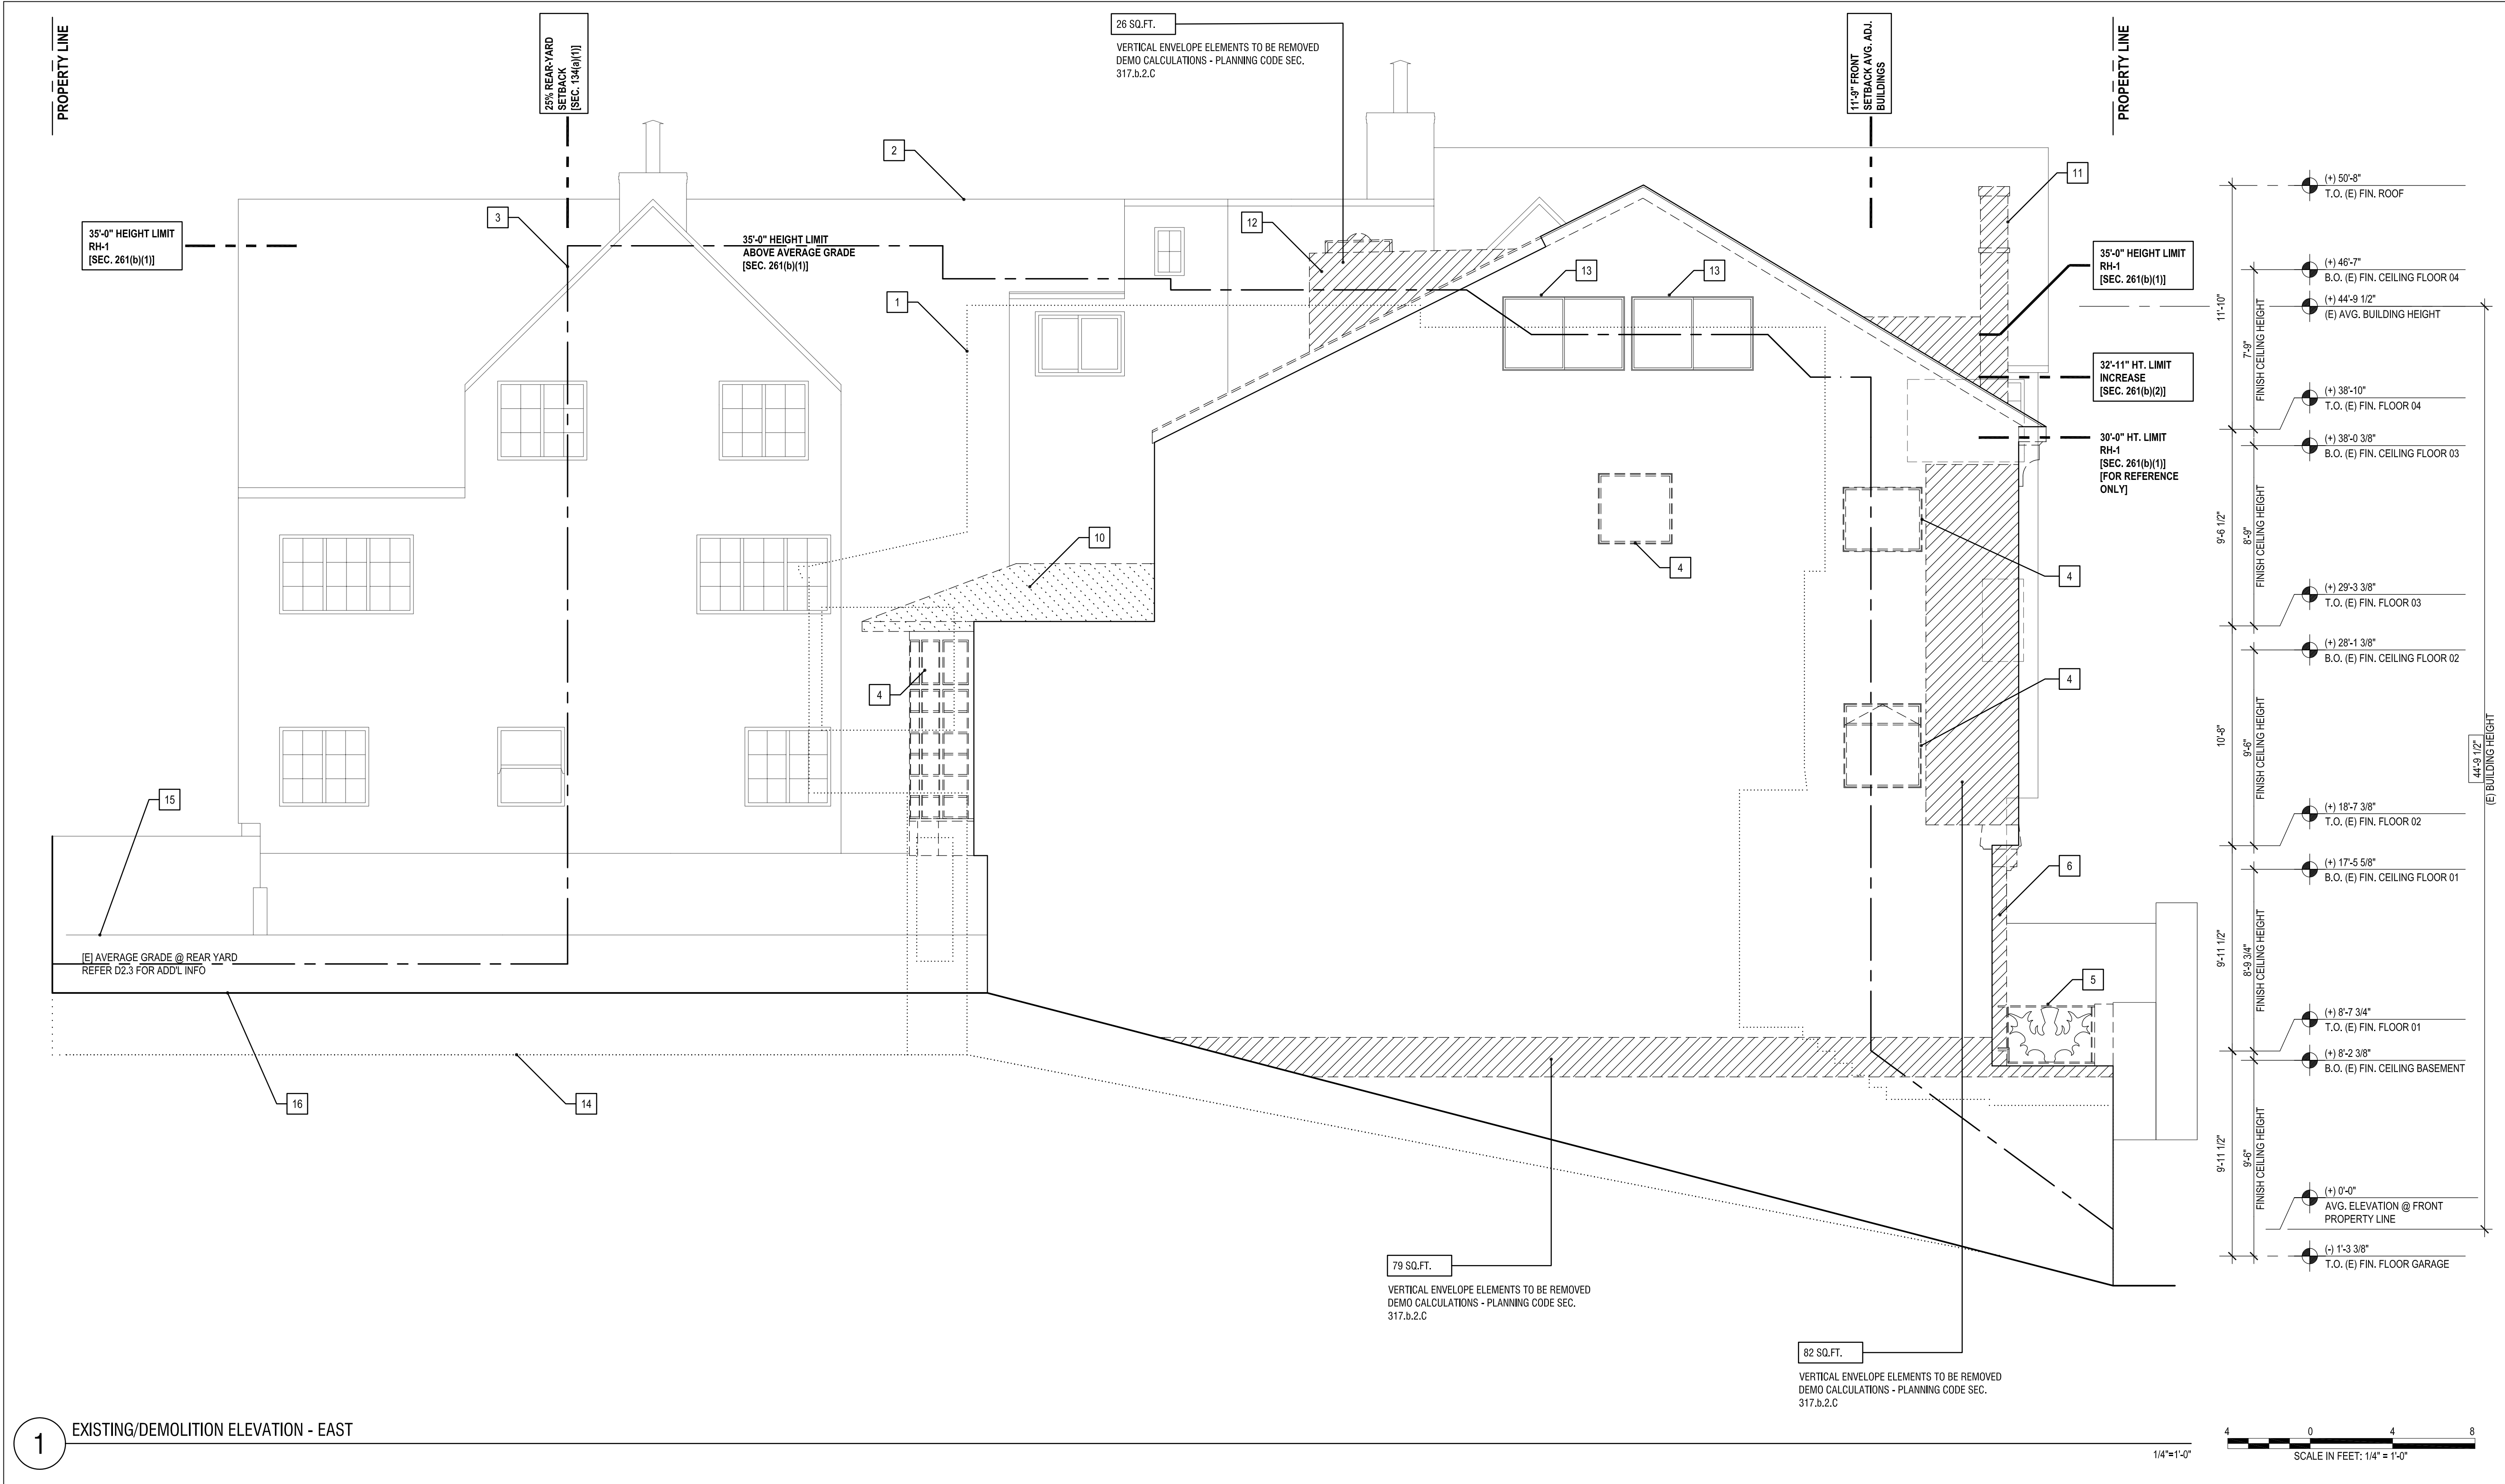 PROPERTY LINE
25% REAR-YARD
SETBACK
[SEC. 134(a)(1)]
26 SQ.FT.
VERTICAL ENVELOPE ELEMENTS TO BE REMOVED
DEMO CALCULATIONS - PLANNING CODE SEC.
317.b.2.C
11'-9" FRONT
SETBACK AVG. ADJ.
BUILDINGS
PROPERTY LINE
2
11
3
12
35'-0" HEIGHT LIMIT
RH-1
[SEC. 261(b)(1)]
35'-0" HEIGHT LIMIT
ABOVE AVERAGE GRADE
[SEC. 261(b)(1)]
13
13
1
35'-0" HEIGHT LIMIT
RH-1
[SEC. 261(b)(1)]
32'-11" HT. LIMIT
INCREASE
[SEC. 261(b)(2)]
30'-0" HT. LIMIT
RH-1
[SEC. 261(b)(1)]
[FOR REFERENCE
ONLY]
10
4
4
4
4
15
6
5
[E] AVERAGE GRADE @ REAR YARD
REFER D2.3 FOR ADD'L INFO
16
14
79 SQ.FT.
VERTICAL ENVELOPE ELEMENTS TO BE REMOVED
DEMO CALCULATIONS - PLANNING CODE SEC.
317.b.2.C
82 SQ.FT.
VERTICAL ENVELOPE ELEMENTS TO BE REMOVED
DEMO CALCULATIONS - PLANNING CODE SEC.
317.b.2.C
11'-10"
7'-9"
FINISH CEILING HEIGHT
9'-6 1/2"
8'-9"
FINISH CEILING HEIGHT
10'-8"
9'-6"
FINISH CEILING HEIGHT
9'-11 1/2"
8'-9 3/4"
FINISH CEILING HEIGHT
9'-11 1/2"
9'-6"
FINISH CEILING HEIGHT
(+) 50'-8"
T.O. (E) FIN. ROOF
(+) 46'-7"
B.O. (E) FIN. CEILING FLOOR 04
(+) 44'-9 1/2"
(E) AVG. BUILDING HEIGHT
(+) 38'-10"
T.O. (E) FIN. FLOOR 04
(+) 38'-0 3/8"
B.O. (E) FIN. CEILING FLOOR 03
(+) 29'-3 3/8"
T.O. (E) FIN. FLOOR 03
(+) 28'-1 3/8"
B.O. (E) FIN. CEILING FLOOR 02
(+) 18'-7 3/8"
T.O. (E) FIN. FLOOR 02
(+) 17'-5 5/8"
B.O. (E) FIN. CEILING FLOOR 01
(+) 8'-7 3/4"
T.O. (E) FIN. FLOOR 01
(+) 8'-2 3/8"
B.O. (E) FIN. CEILING BASEMENT
(+) 0'-0"
AVG. ELEVATION @ FRONT
PROPERTY LINE
(-) 1'-3 3/8"
T.O. (E) FIN. FLOOR GARAGE
44'-9 1/2"
(E) BUILDING HEIGHT
1
EXISTING/DEMOLITION ELEVATION - EAST
1/4"=1'-0"
4 0 4 8
SCALE IN FEET: 1/4" = 1'-0"